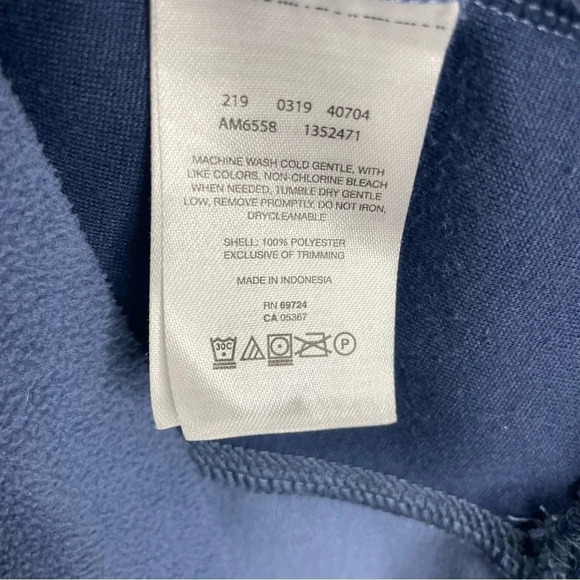 219 0319 40704
AM6558 1352471
MACHINE WASH COLD GENTLE, WITH
LIKE COLORS, NON-CHLORINE BLEACH
WHEN NEEDED, TUMBLE DRY GENTLE
LOW, REMOVE PROMPTLY, DO NOT IRON,
DRYCLEANABLE
SHELL: 100% POLYESTER
EXCLUSIVE OF TRIMMING
MADE IN INDONESIA
RN 69724
CA 05367
30C P